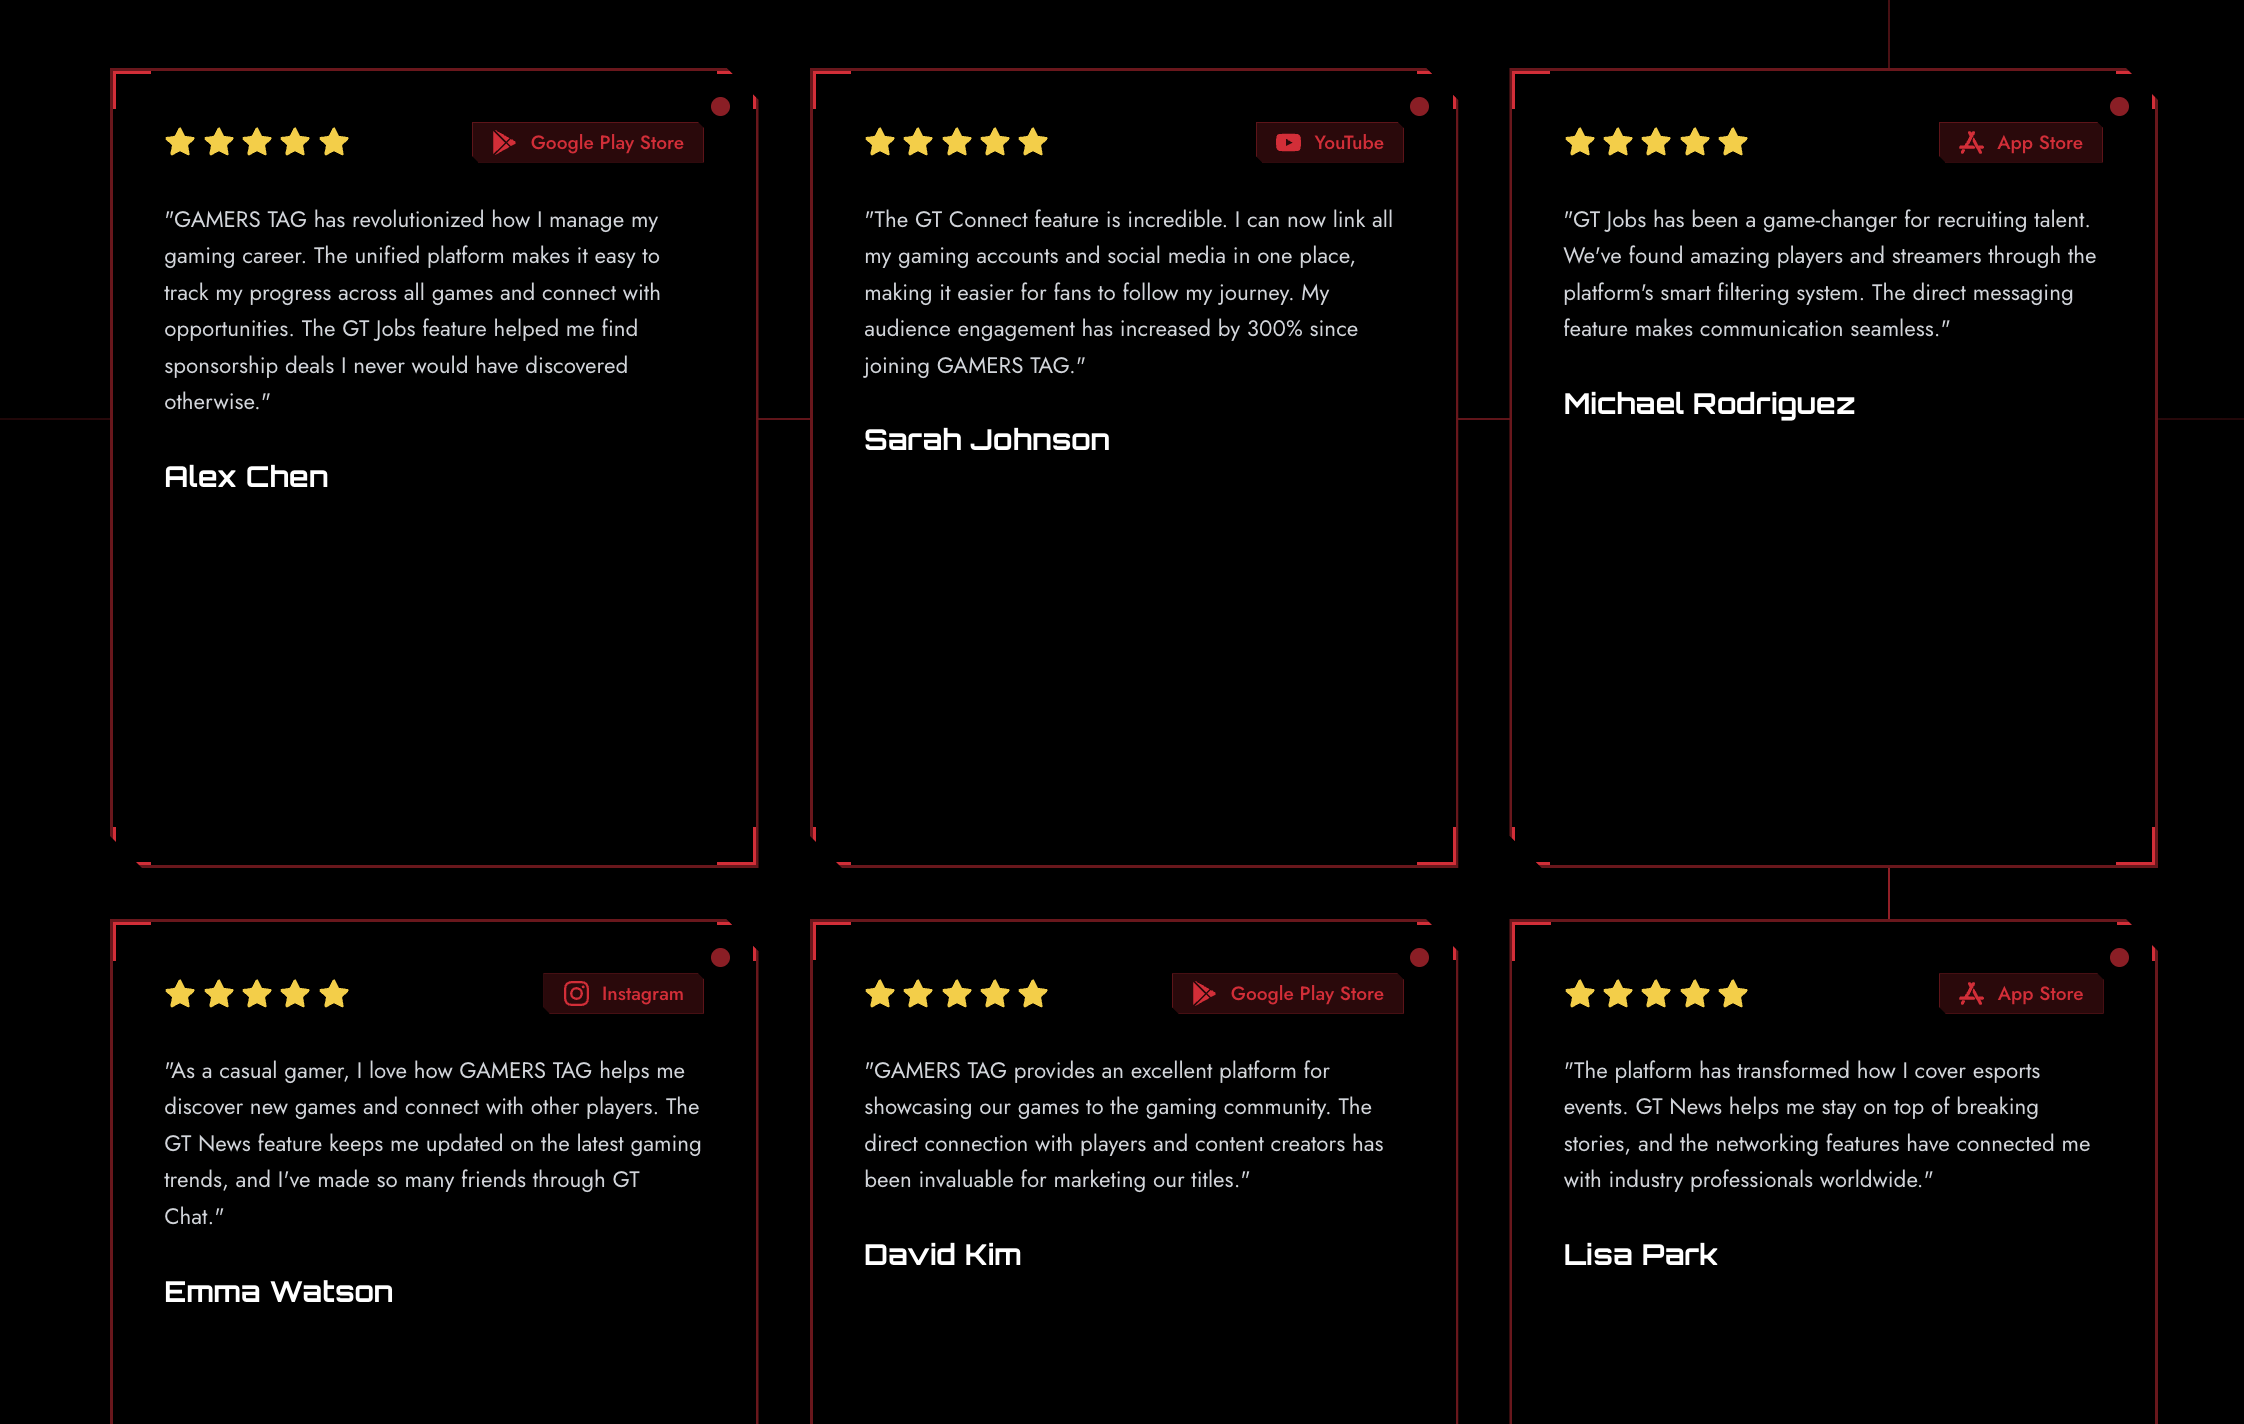 Google Play Store
"GAMERS TAG has revolutionized how I manage my
gaming career. The unified platform makes it easy to
track my progress across all games and connect with
opportunities. The GT Jobs feature helped me find
sponsorship deals I never would have discovered
otherwise."
Alex Chen
YouTube
"The GT Connect feature is incredible. I can now link all
my gaming accounts and social media in one place,
making it easier for fans to follow my journey. My
audience engagement has increased by 300% since
joining GAMERS TAG."
Sarah Johnson
App Store
"GT Jobs has been a game-changer for recruiting talent.
We've found amazing players and streamers through the
platform's smart filtering system. The direct messaging
feature makes communication seamless."
Michael Rodriguez
Instagram
"As a casual gamer, I love how GAMERS TAG helps me
discover new games and connect with other players. The
GT News feature keeps me updated on the latest gaming
trends, and I've made so many friends through GT
Chat."
Emma Watson
Google Play Store
"GAMERS TAG provides an excellent platform for
showcasing our games to the gaming community. The
direct connection with players and content creators has
been invaluable for marketing our titles."
David Kim
App Store
"The platform has transformed how I cover esports
events. GT News helps me stay on top of breaking
stories, and the networking features have connected me
with industry professionals worldwide."
Lisa Park